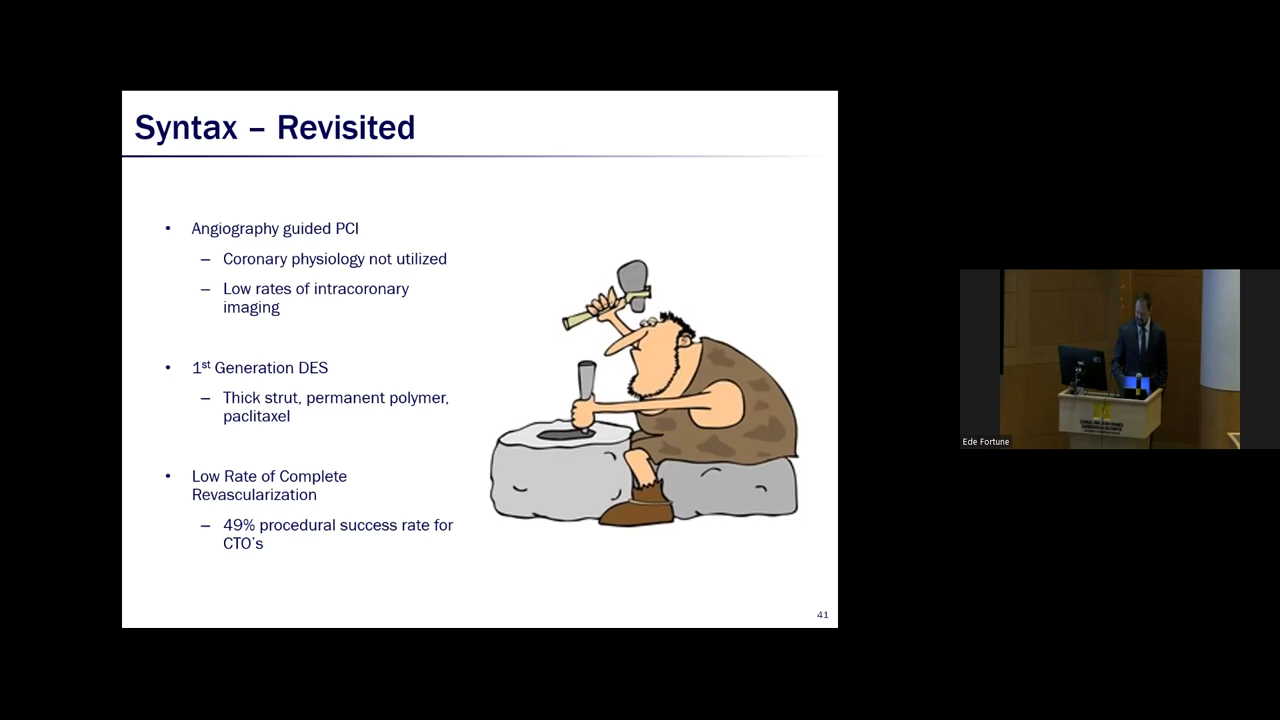 Syntax – Revisited
• Angiography guided PCI
– Coronary physiology not utilized
– Low rates of intracoronary
imaging
• 1st Generation DES
– Thick strut, permanent polymer,
paclitaxel
• Low Rate of Complete
Revascularization
– 49% procedural success rate for
CTO's
41
Ede Fortune